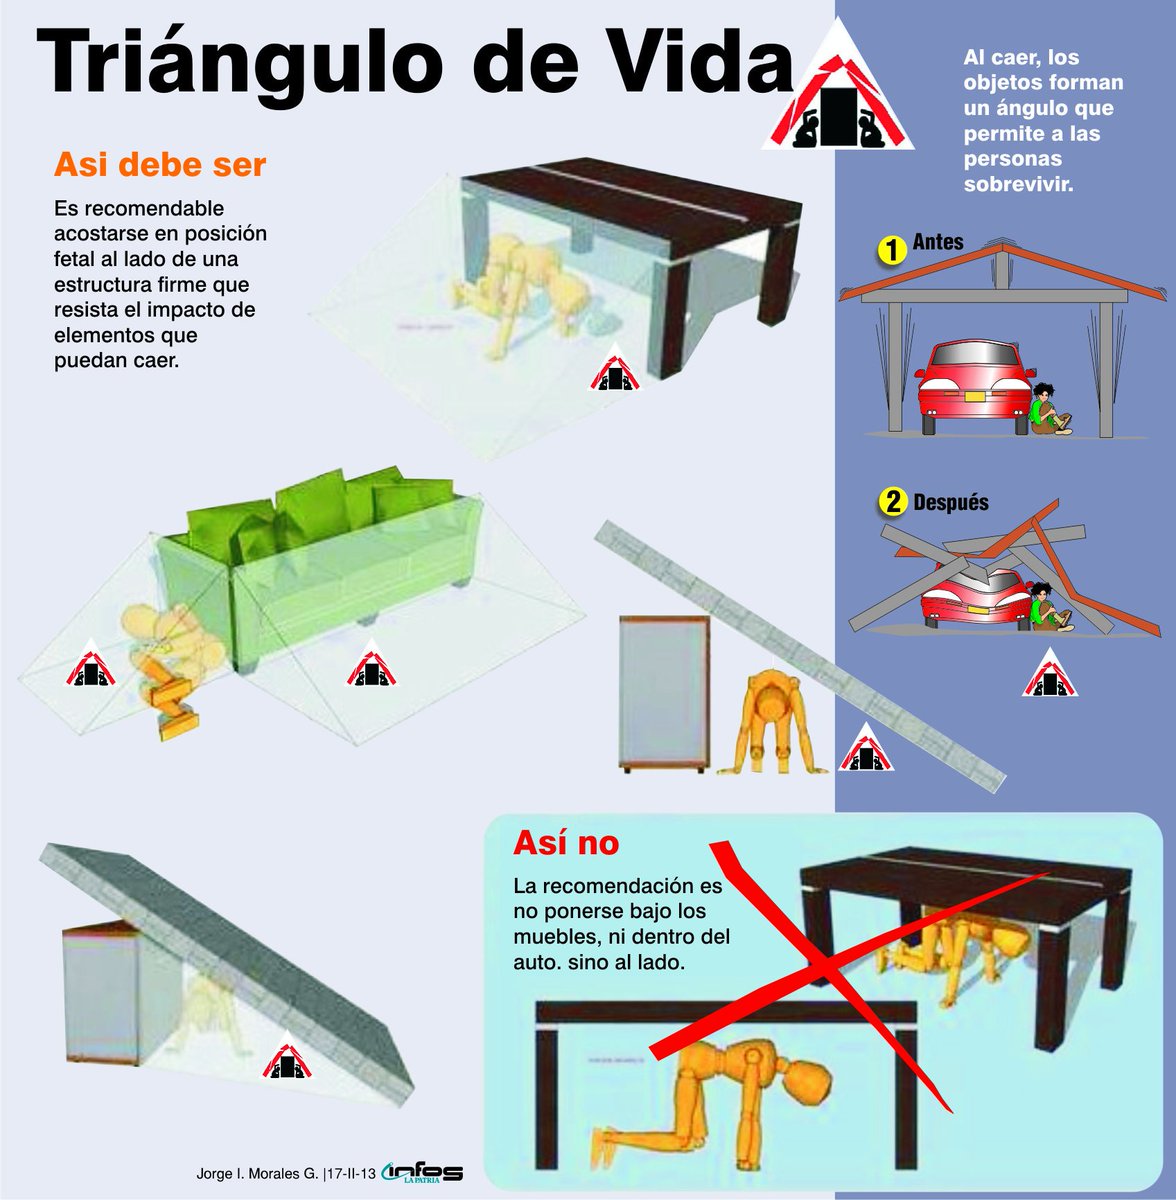 Triángulo de Vida
Al caer, los
objetos forman
un ángulo que
permite a las
personas
sobrevivir.
Asi debe ser
Es recomendable
acostarse en posición
fetal al lado de una
estructura firme que
resista el impacto de
elementos que
puedan caer.
1 Antes
2 Después
Así no
La recomendación es
no ponerse bajo los
muebles, ni dentro del
auto. sino al lado.
Jorge I. Morales G. |17-II-13 infos
LA PATRIA